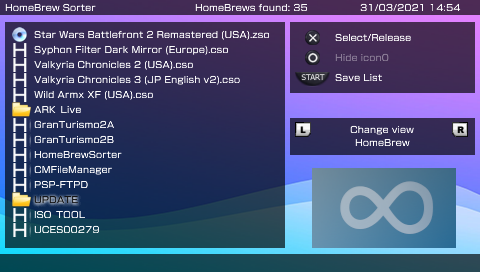 HomeBrew Sorter HomeBrews found: 35 31/03/2021 14:54
Star Wars Battlefront 2 Remastered (USA).zso
Syphon Filter Dark Mirror (Europe).cso
Valkyria Chronicles 2 (USA).cso
Valkyria Chronicles 3 (JP English v2).cso
Wild Armx XF (USA).cso
ARK Live
GranTurismo2A
GranTurismo2B
HomeBrewSorter
CMFileManager
PSP-FTPD
UPDATE
ISO TOOL
UCES00279
Select/Release
Hide icon0
START Save List
L Change view R
HomeBrew